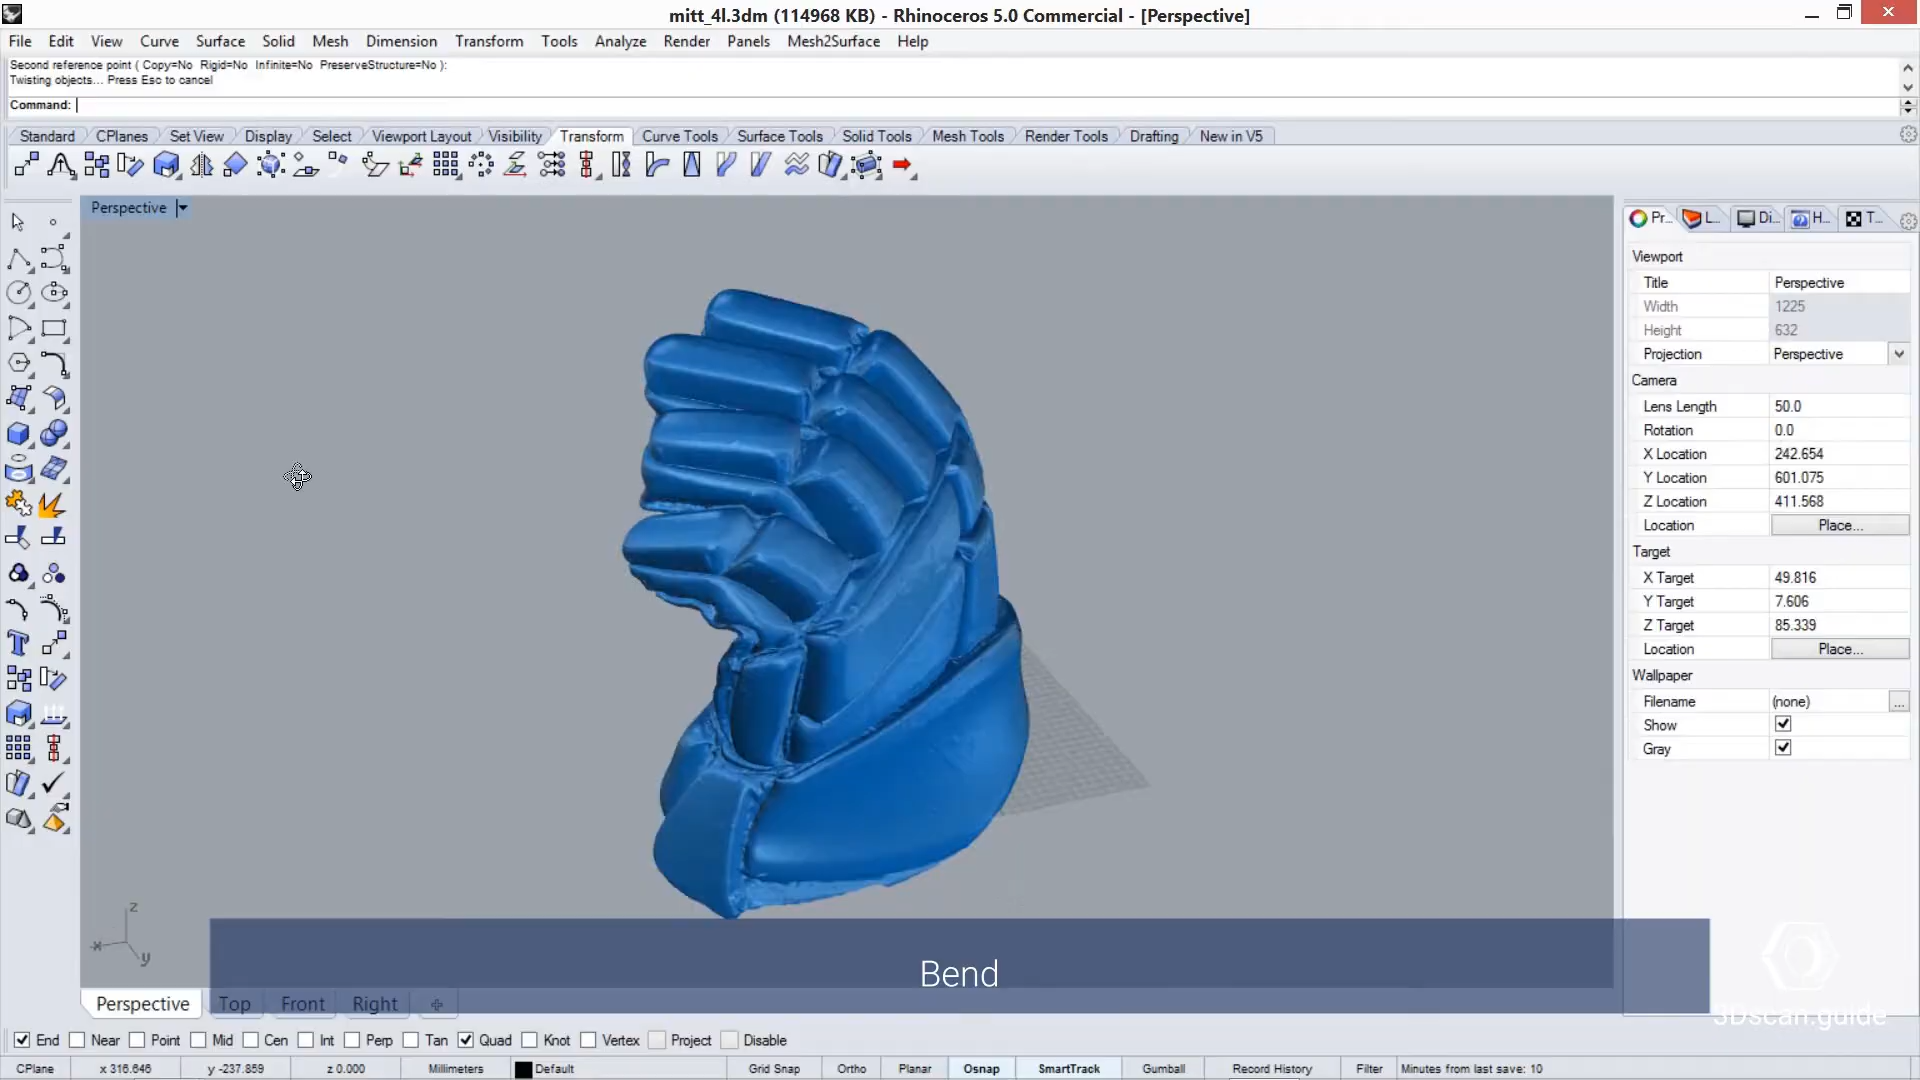 mitt_4l.3dm (114968 KB) - Rhinoceros 5.0 Commercial - [Perspective]
File Edit View Curve Surface Solid Mesh Dimension Transform Tools Analyze Render Panels Mesh2Surface Help
Second reference point ( Copy=No Rigid=No Infinite=No PreserveStructure=No ):
Twisting objects... Press Esc to cancel
Command:
Standard CPlanes Set View Display Select Viewport Layout Visibility Transform Curve Tools Surface Tools Solid Tools Mesh Tools Render Tools Drafting New in V5
Perspective
Pr... L... Di... H... T...
Viewport
Title Perspective
Width 1225
Height 632
Projection Perspective
Camera
Lens Length 50.0
Rotation 0.0
X Location 242.654
Y Location 601.075
Z Location 411.568
Location Place...
Target
X Target 49.816
Y Target 7.606
Z Target 85.339
Location Place...
Wallpaper
Filename (none) ...
Show
Gray
z
x
y
Bend
Perspective Top Front Right
3Dscan.guide
End Near Point Mid Cen Int Perp Tan Quad Knot Vertex Project Disable
CPlane x 316.646 y -237.859 z 0.000 Millimeters Default Grid Snap Ortho Planar Osnap SmartTrack Gumball Record History Filter Minutes from last save: 10